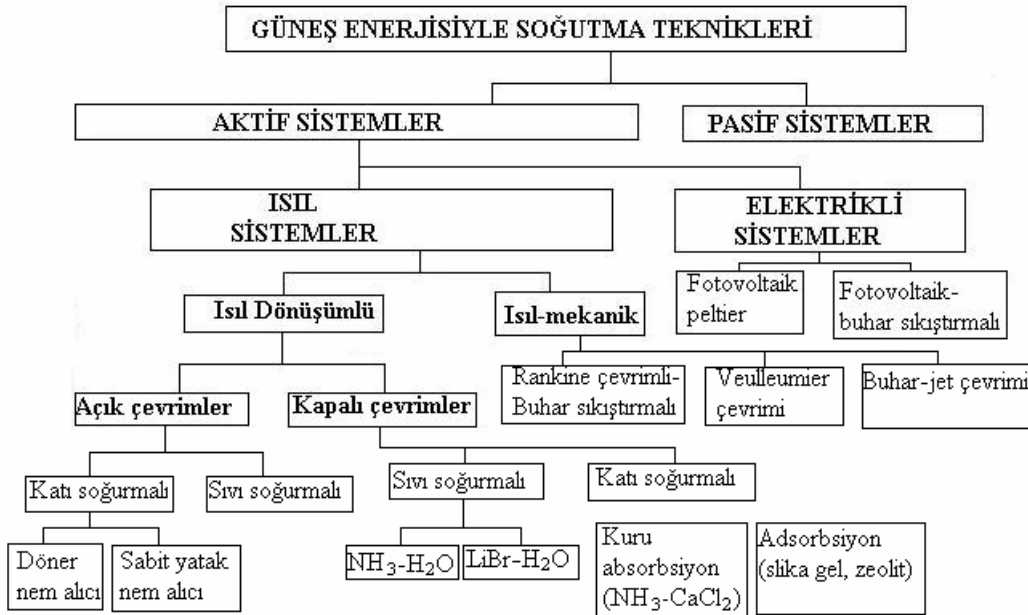 GÜNEŞ ENERJİSİYLE SOĞUTMA TEKNİKLERİ
AKTİF SİSTEMLER
PASİF SİSTEMLER
ISIL
SİSTEMLER
ELEKTRİKLİ
SİSTEMLER
Isıl Dönüşümlü
Isıl-mekanik
Fotovoltaik
peltier
Fotovoltaik-
buhar sıkıştırmalı
Rankine çevrimli-
Buhar sıkıştırmalı
Veulleumier
çevrimi
Buhar-jet çevrimi
Açık çevrimler
Kapalı çevrimler
Katı soğurmalı
Sıvı soğurmalı
Sıvı soğurmalı
Katı soğurmalı
Döner
nem alıcı
Sabit yatak
nem alıcı
NH3-H2O
LiBr-H2O
Kuru
absorbsiyon
(NH3-CaCl2)
Adsorbsiyon
(slika gel, zeolit)